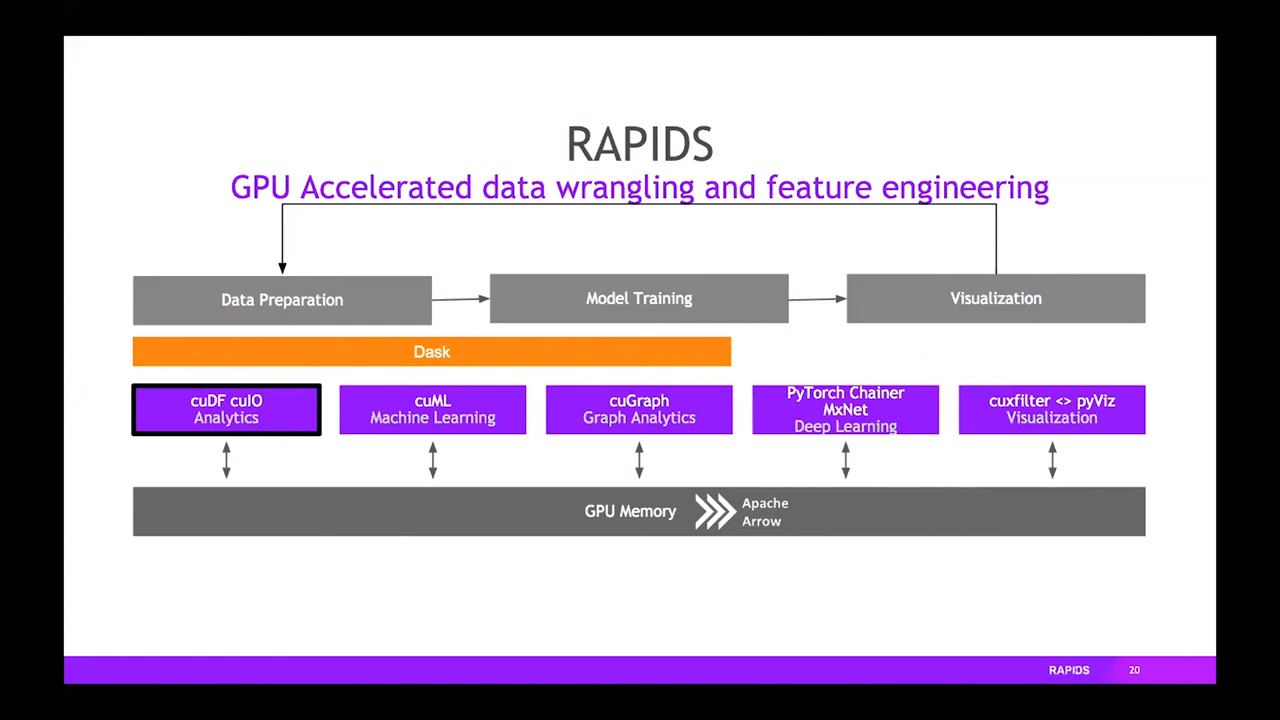 RAPIDS
GPU Accelerated data wrangling and feature engineering
Data Preparation
Model Training
Visualization
Dask
cuDF cuIO
Analytics
cuML
Machine Learning
cuGraph
Graph Analytics
PyTorch Chainer
MxNet
Deep Learning
cuxfilter <> pyViz
Visualization
GPU Memory
Apache
Arrow
RAPIDS
20